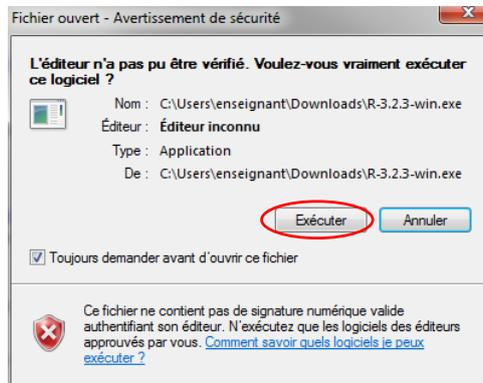 Fichier ouvert - Avertissement de sécurité
L'éditeur n'a pas pu être vérifié. Voulez-vous vraiment exécuter
ce logiciel ?
Nom : C:\Users\enseignant\Downloads\R-3.2.3-win.exe
Éditeur : Éditeur inconnu
Type : Application
De : C:\Users\enseignant\Downloads\R-3.2.3-win.exe
Exécuter Annuler
Toujours demander avant d'ouvrir ce fichier
Ce fichier ne contient pas de signature numérique valide
authentifiant son éditeur. N'exécutez que les logiciels des éditeurs
approuvés par vous. Comment savoir quels logiciels je peux
exécuter ?